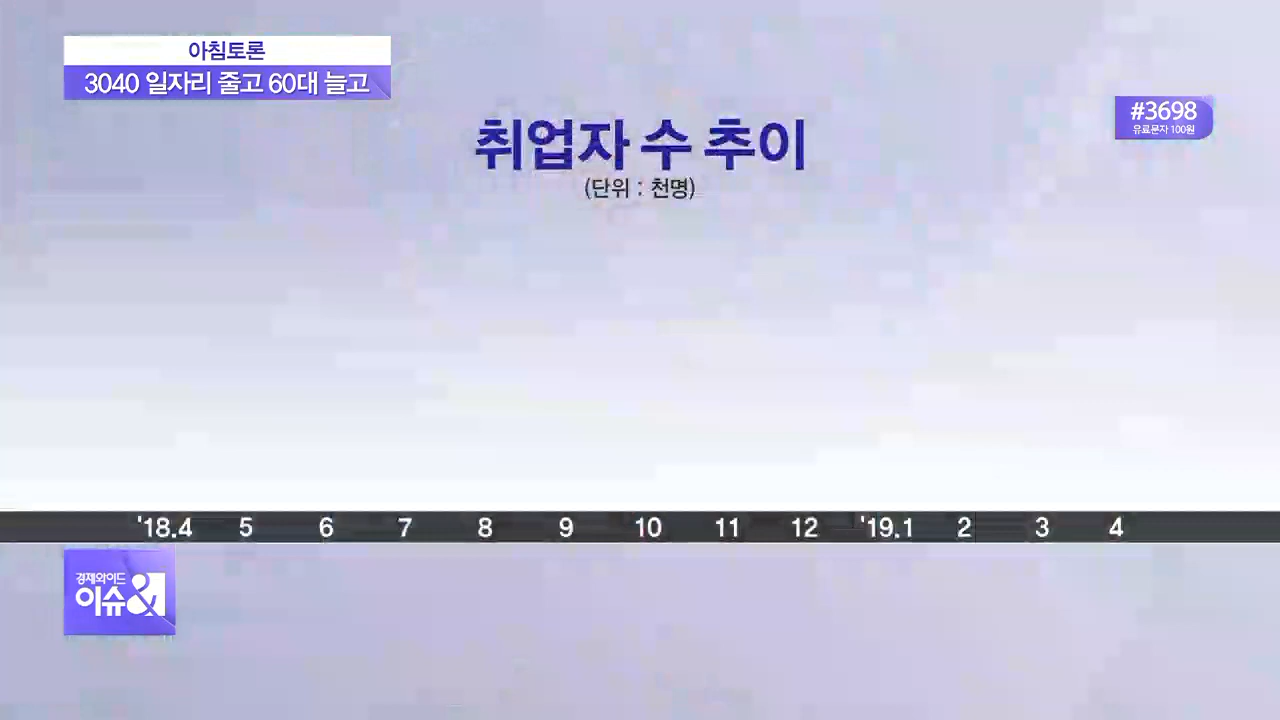 아침토론
3040 일자리 줄고 60대 늘고
#3698
유료문자 100원
취업자 수 추이
(단위 : 천명)
'18.4 5 6 7 8 9 10 11 12 '19.1 2 3 4
경제와이드
이슈&